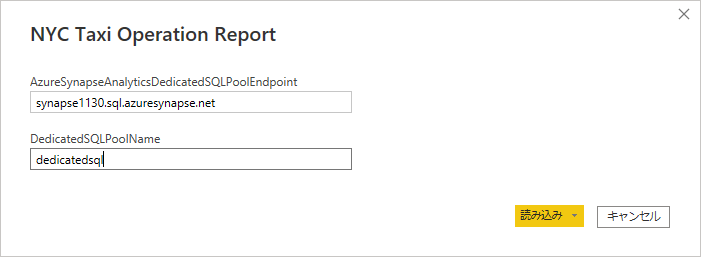 NYC Taxi Operation Report
AzureSynapseAnalyticsDedicatedSQLPoolEndpoint
synapse1130.sql.azuresynapse.net
DedicatedSQLPoolName
dedicatedsql
読み込み キャンセル